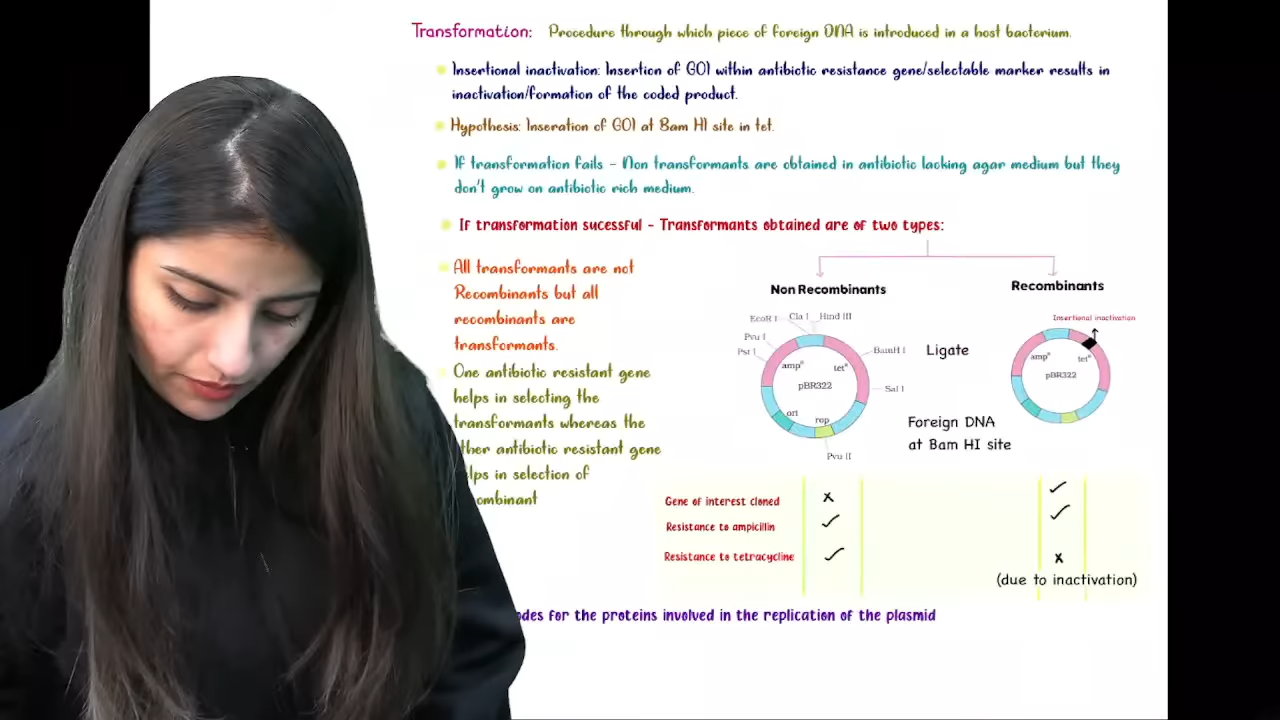 Transformation: Procedure through which piece of foreign DNA is introduced in a host bacterium.
Insertional inactivation: Insertion of GOI within antibiotic resistance gene/selectable marker results in
inactivation/formation of the coded product.
Hypothesis: Inseration of GOI at Bam HI site in tet.
If transformation fails - Non transformants are obtained in antibiotic lacking agar medium but they
don't grow on antibiotic rich medium.
If transformation sucessful - Transformants obtained are of two types:
All transformants are not
Recombinants but all
recombinants are
transformants.
One antibiotic resistant gene
helps in selecting the
transformants whereas the
ther antibiotic resistant gene
lps in selection of
ombinant
Non Recombinants
EcoR I Cla I Hind III
Pvu I
Pst I
BamH I
Sal I
amp^R tet^R
pBR322
ori
rop
Pvu II
Ligate
Foreign DNA
at Bam HI site
Recombinants
Insertional inactivation
amp^R tet^R
pBR322
Gene of interest cloned x ✓
Resistance to ampicillin ✓ ✓
Resistance to tetracycline ✓ x
(due to inactivation)
odes for the proteins involved in the replication of the plasmid